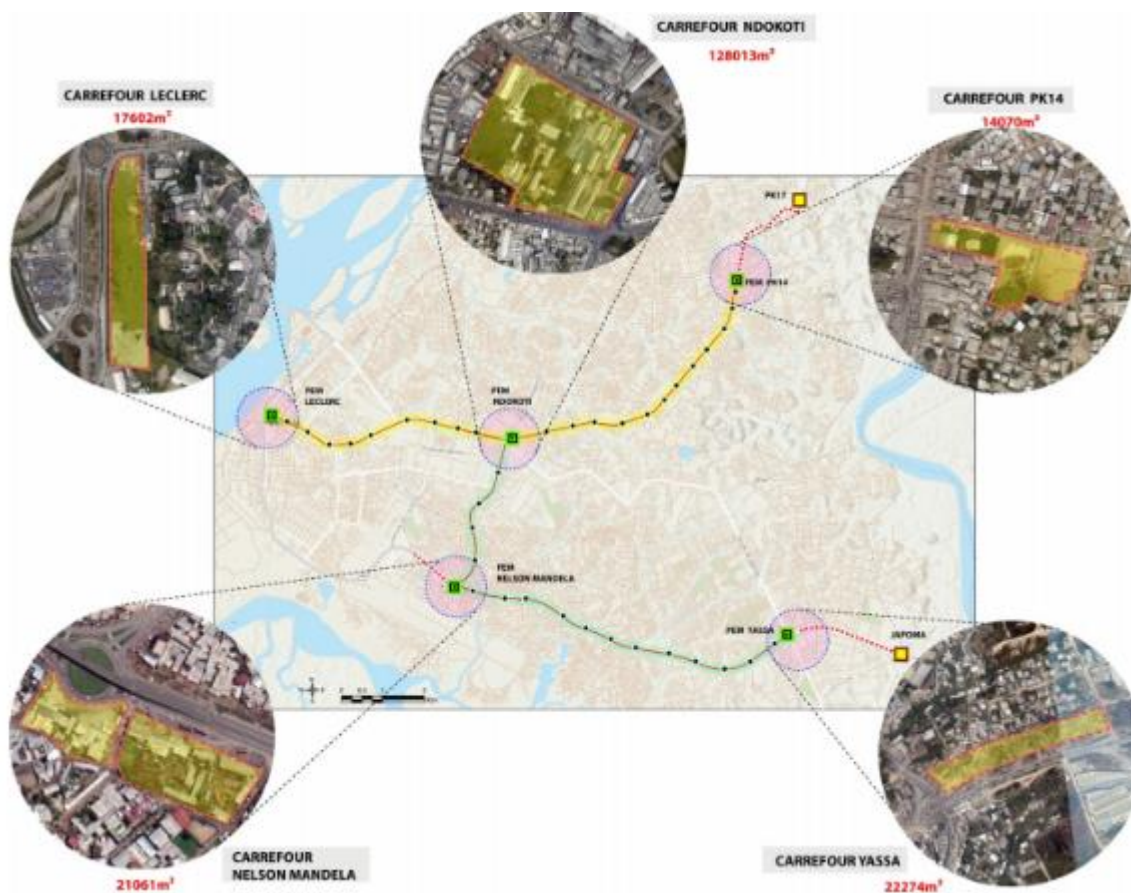 CARREFOUR NDOKOTI
128013m²
CARREFOUR LECLERC
17602m²
CARREFOUR PK14
14070m²
PK17
PEM PK14
PEM
LECLERC
PEM
NDOKOTI
PEM
NELSON MANDELA
PEM YASSA
JAPOMA
CARREFOUR
NELSON MANDELA
21061m²
CARREFOUR YASSA
22274m²